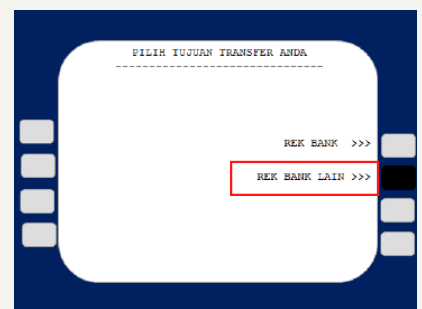 PILIH TUJUAN TRANSFER ANDA
------------------------------
REK BANK >>>
REK BANK LAIN >>>